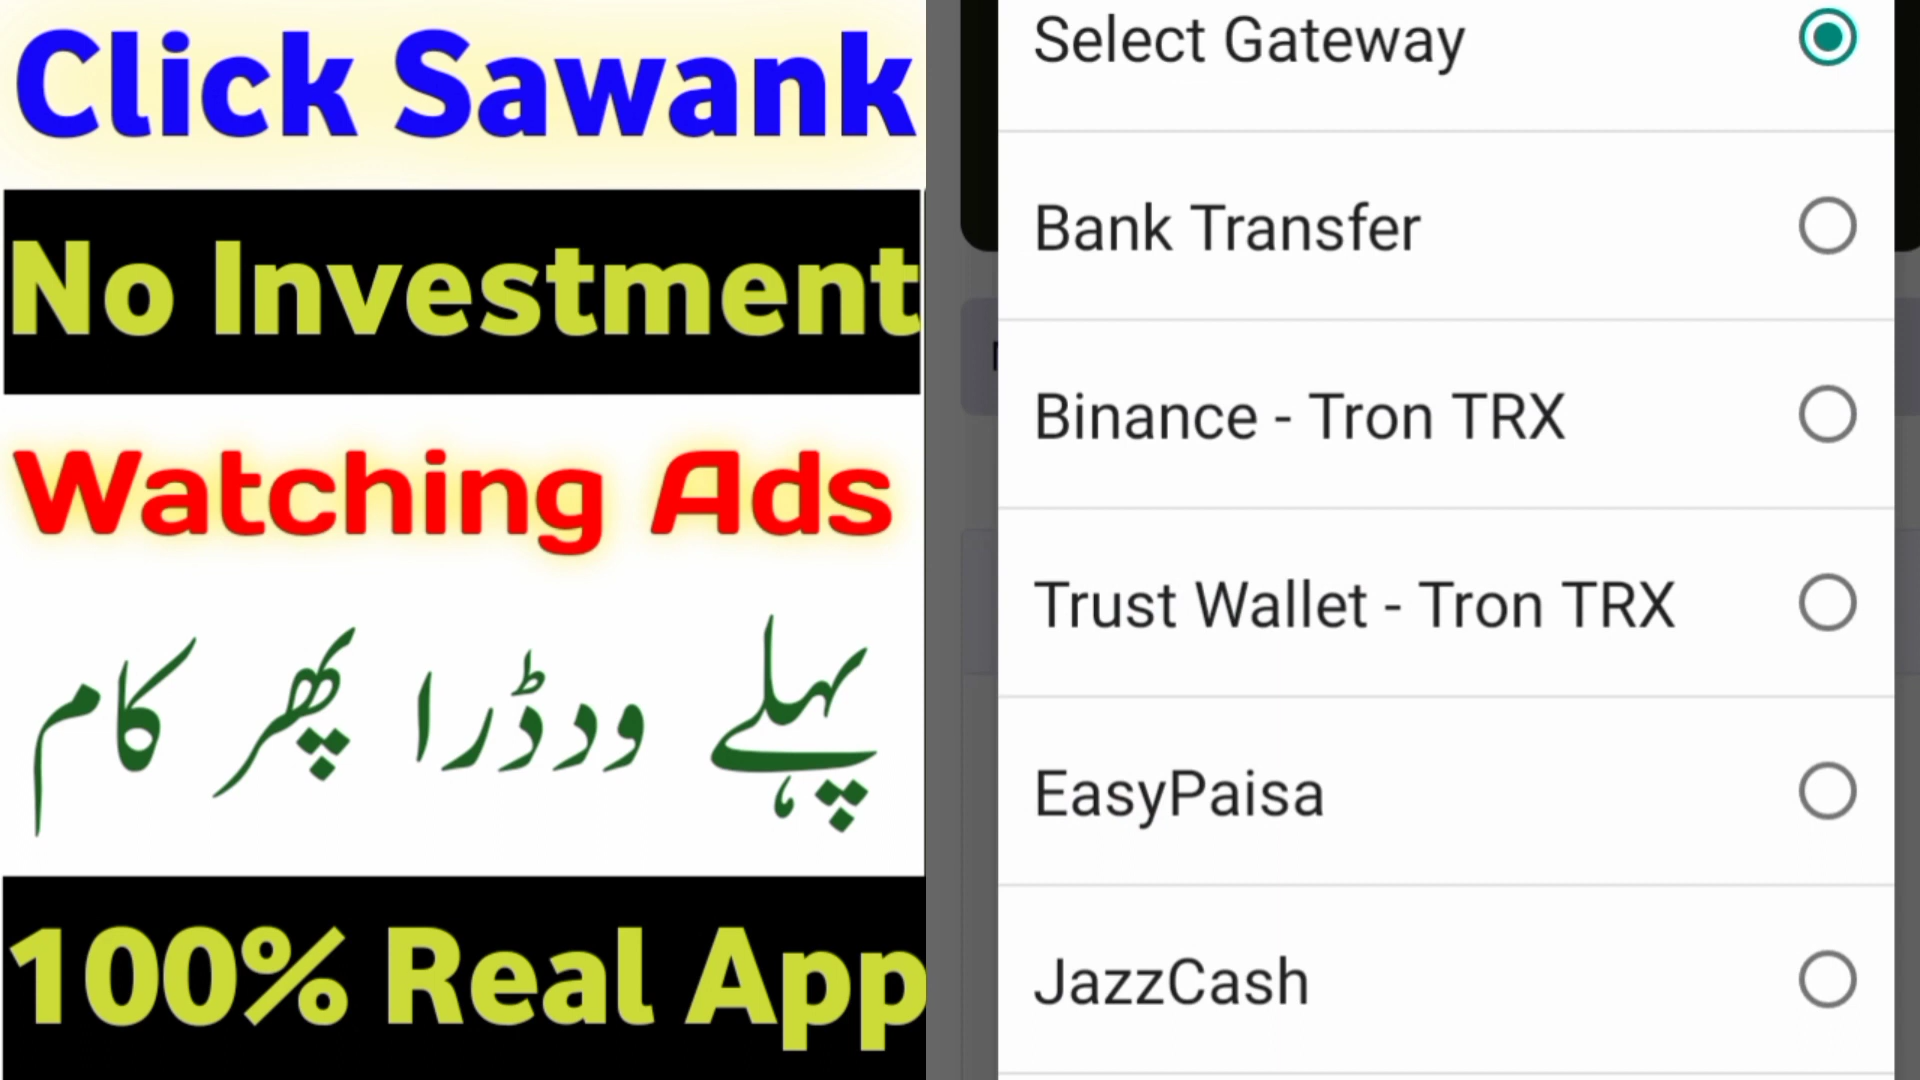 Click Sawank
No Investment
Watching Ads
پہلے ودڈرا پھر کام
100% Real App
Select Gateway
Bank Transfer
Binance - Tron TRX
Trust Wallet - Tron TRX
EasyPaisa
JazzCash